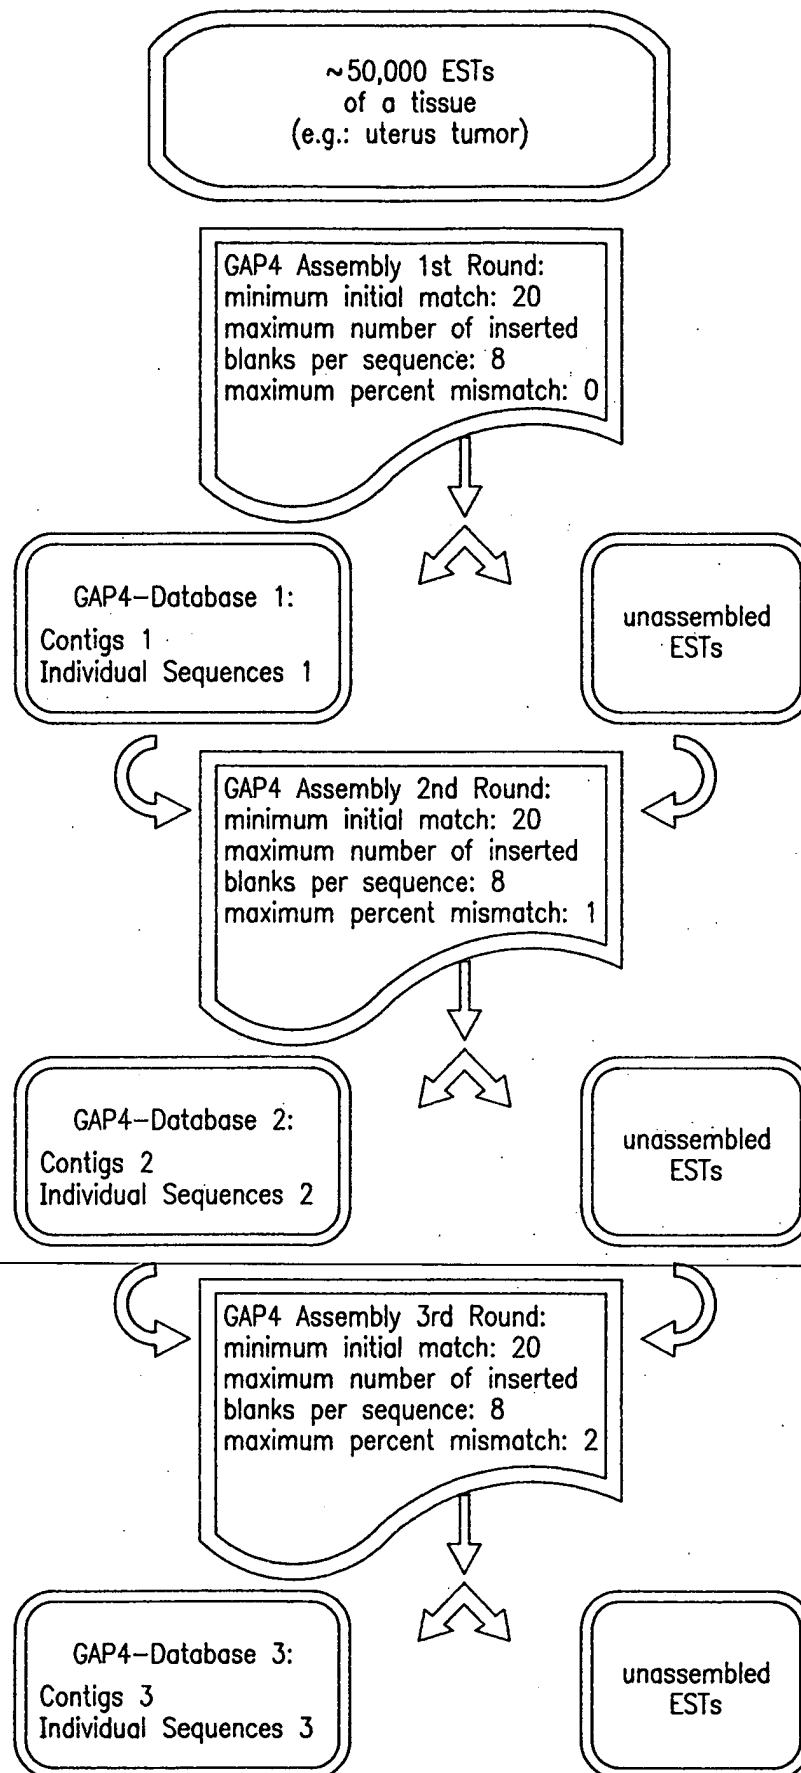 ~50,000 ESTs
of a tissue
(e.g.: uterus tumor)
GAP4 Assembly 1st Round:
minimum initial match: 20
maximum number of inserted
blanks per sequence: 8
maximum percent mismatch: 0
GAP4-Database 1:
Contigs 1
Individual Sequences 1
unassembled
ESTs
GAP4 Assembly 2nd Round:
minimum initial match: 20
maximum number of inserted
blanks per sequence: 8
maximum percent mismatch: 1
GAP4-Database 2:
Contigs 2
Individual Sequences 2
unassembled
ESTs
GAP4 Assembly 3rd Round:
minimum initial match: 20
maximum number of inserted
blanks per sequence: 8
maximum percent mismatch: 2
GAP4-Database 3:
Contigs 3
Individual Sequences 3
unassembled
ESTs